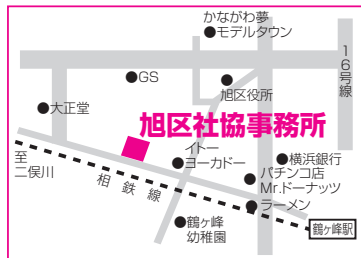 かながわ夢
モデルタウン
16号線
GS
旭区役所
大正堂
旭区社協事務所
イトー
ヨーカドー
横浜銀行
至
二俣川
相鉄線
パチンコ店
Mr.ドーナッツ
ラーメン
鶴ヶ峰
幼稚園
鶴ヶ峰駅